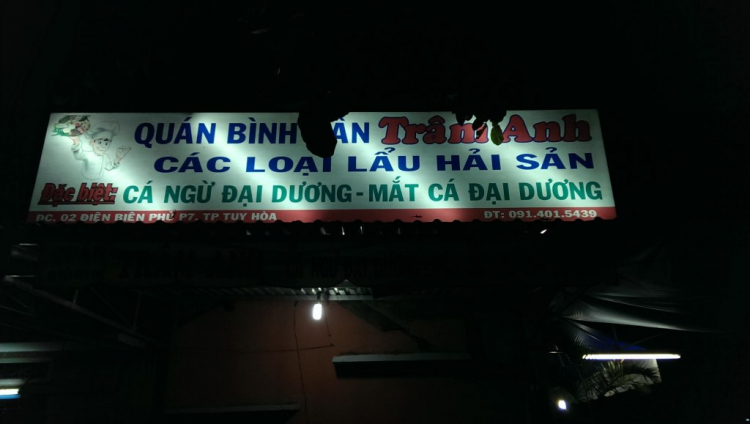 QUÁN BÌNH Trâm Anh
CÁC LOẠI LẨU HẢI SẢN
Đặc biệt: CÁ NGỪ ĐẠI DƯƠNG - MẮT CÁ ĐẠI DƯƠNG
ĐC. 02 ĐIỆN BIÊN PHỦ P7, TP TUY HÒA ĐT: 091.401.5439